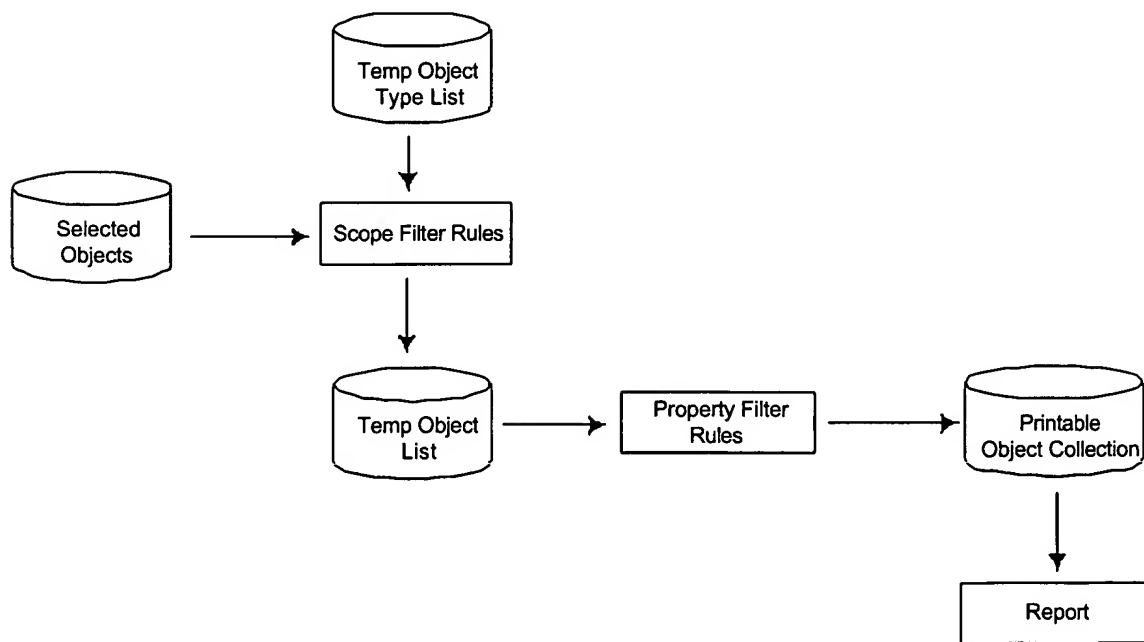 Temp Object
Type List
Selected
Objects
Scope Filter Rules
Temp Object
List
Property Filter
Rules
Printable
Object Collection
Report